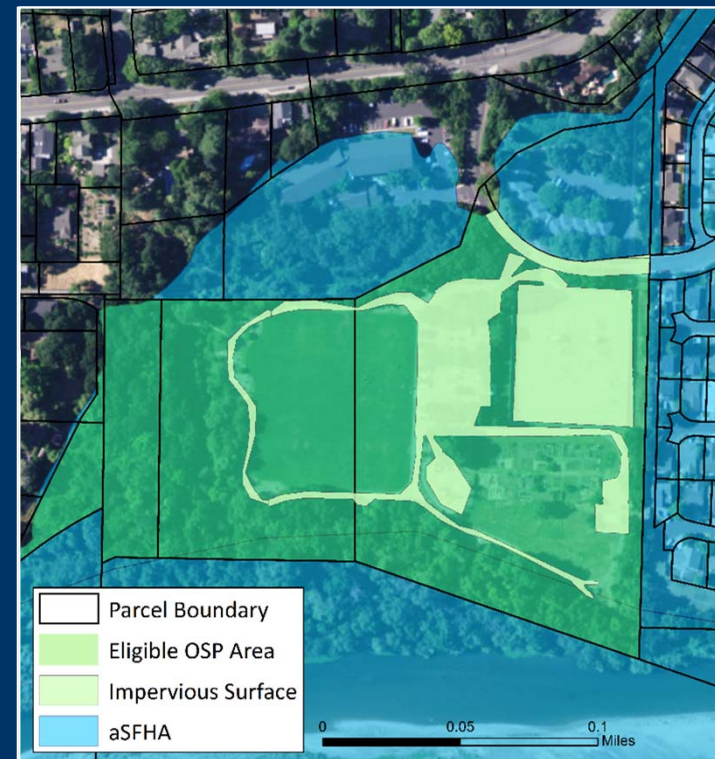 Parcel Boundary
Eligible OSP Area
Impervious Surface
aSFHA
0 0.05 0.1
Miles